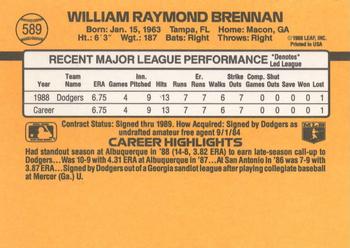 589
WILLIAM RAYMOND BRENNAN
Born: Jan. 15, 1963 Tampa, FL Home: Macon, GA
Ht: 6'3" Wgt: 187 Bats: Right Throws: Right
©1988 LEAF, INC.
PRINTED IN USA
RECENT MAJOR LEAGUE PERFORMANCE *Denotes Led League
Year Team Name ERA Games Inn. Pitched Hits Er. Runs Runs Walks Strike Outs Comp. Games Shut Outs Saves Won Lost
1988 Dodgers 6.75 4 9 13 7 7 6 7 0 0 0 0 1
Career 6.75 4 9 13 7 7 6 7 0 0 0 0 1
Contract Status: Signed thru 1989. How Acquired: Signed by Dodgers as
undrafted amateur free agent 9/1/84
CAREER HIGHLIGHTS
Had standout season at Albuquerque in '88 (14-8, 3.82 ERA) to earn late-season call-up to
Dodgers... Was 10-9 with 4.31 ERA at Albuquerque in '87...At San Antonio in '86 was 7-9
with 3.87 ERA...Signed by Dodgers out of a Georgia sandlot league after playing collegiate baseball
at Mercer (Ga.) U.